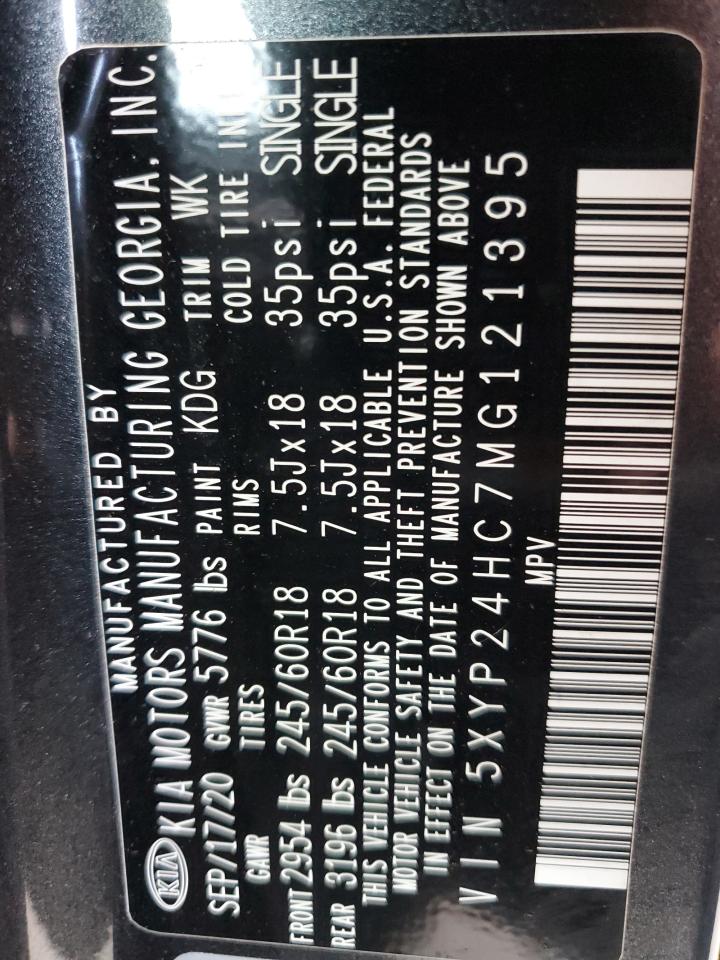 MANUFACTURED BY
KIA KIA MOTORS MANUFACTURING GEORGIA, INC.
SEP/17/20 GVWR 5776 lbs PAINT KDG TRIM WK
GAWR TIRES RIMS COLD TIRE
FRONT 2954 lbs 245/60R18 7.5Jx18 35psi SINGLE
REAR 3196 lbs 245/60R18 7.5Jx18 35psi SINGLE
THIS VEHICLE CONFORMS TO ALL APPLICABLE U.S.A. FEDERAL
MOTOR VEHICLE SAFETY AND THEFT PREVENTION STANDARDS
IN EFFECT ON THE DATE OF MANUFACTURE SHOWN ABOVE
VIN 5XYP24HC7MG121395
MPV